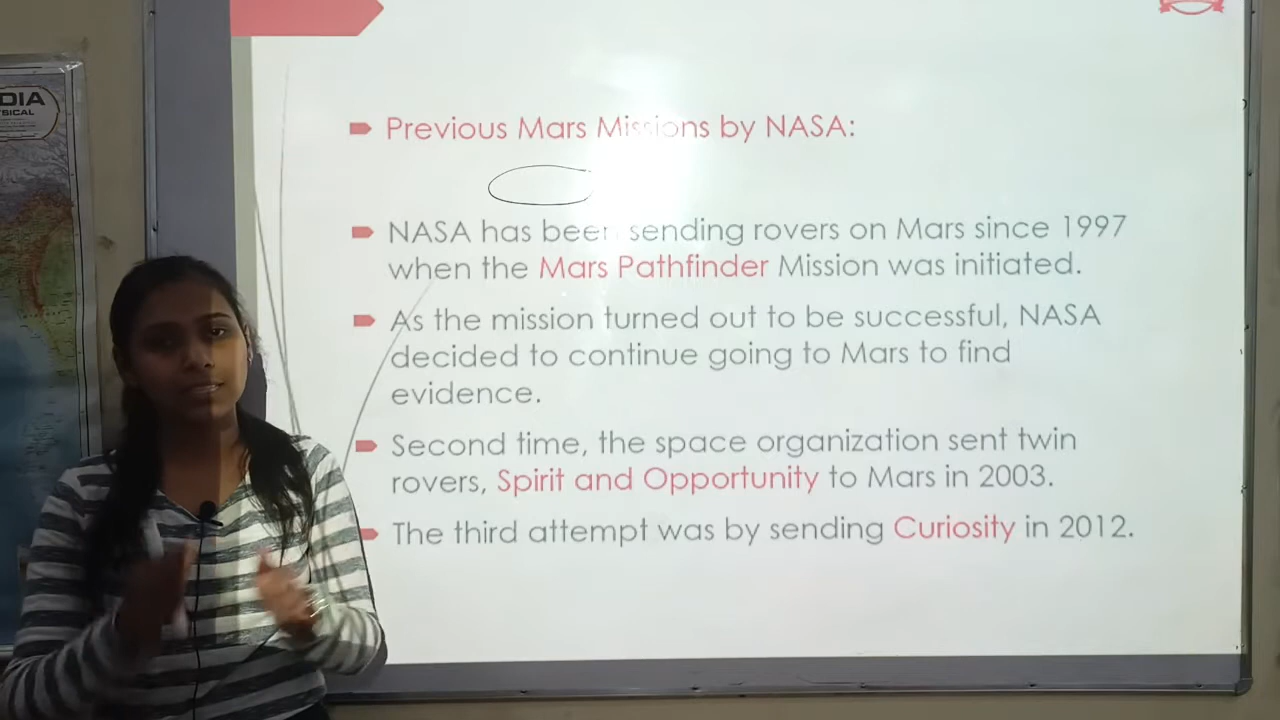 DIA
SICAL
Previous Mars Missions by NASA:
NASA has been sending rovers on Mars since 1997
when the Mars Pathfinder Mission was initiated.
As the mission turned out to be successful, NASA
decided to continue going to Mars to find
evidence.
Second time, the space organization sent twin
rovers, Spirit and Opportunity to Mars in 2003.
The third attempt was by sending Curiosity in 2012.